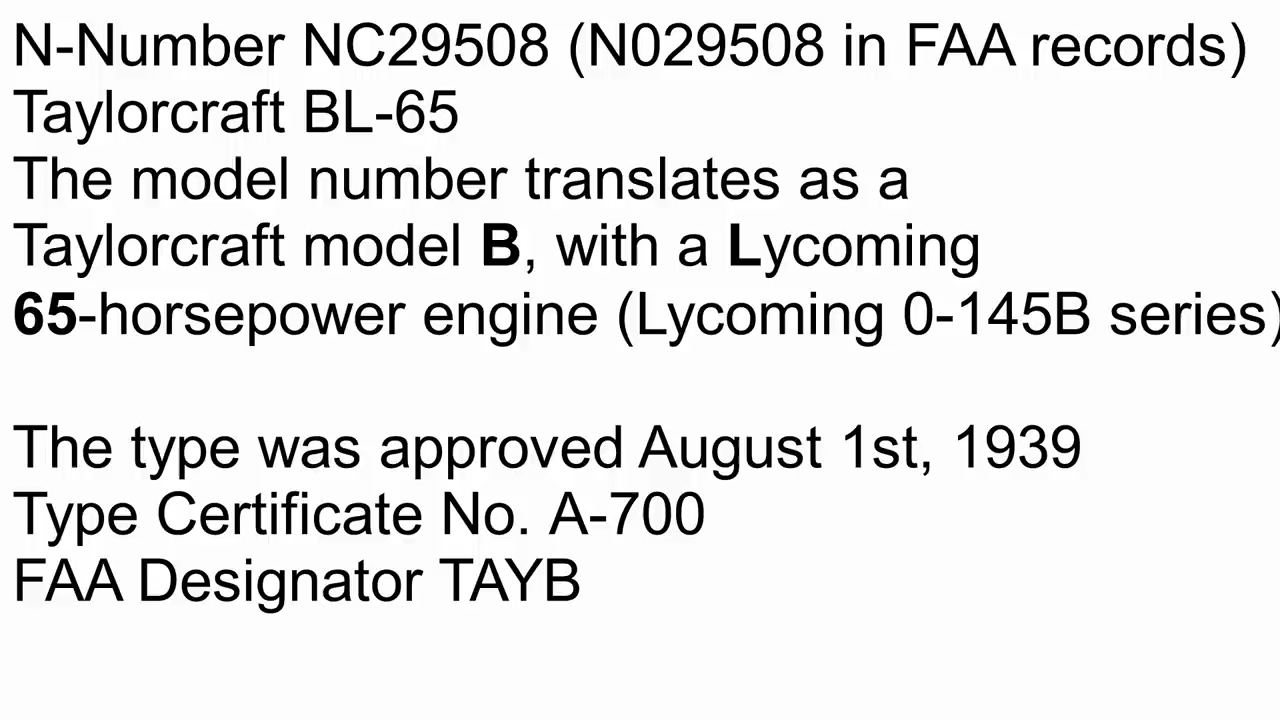 N-Number NC29508 (N029508 in FAA records)
Taylorcraft BL-65
The model number translates as a
Taylorcraft model B, with a Lycoming
65-horsepower engine (Lycoming 0-145B series)
The type was approved August 1st, 1939
Type Certificate No. A-700
FAA Designator TAYB